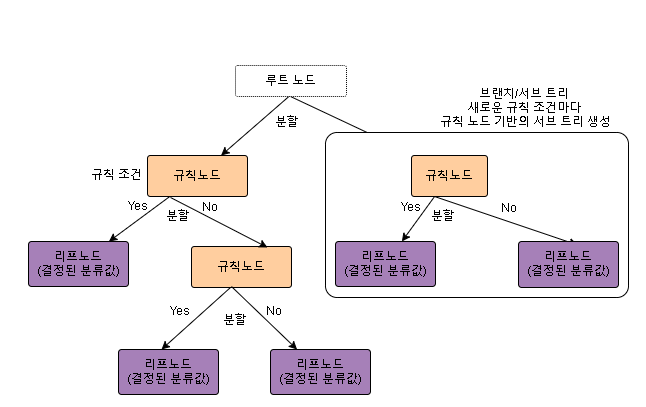 루트 노드
브랜치/서브 트리
새로운 규칙 조건마다
규칙 노드 기반의 서브 트리 생성
분할
규칙 조건
규칙노드
규칙노드
Yes
분할
No
Yes
분할
No
리프노드
(결정된 분류값)
규칙노드
리프노드
(결정된 분류값)
리프노드
(결정된 분류값)
Yes
분할
No
리프노드
(결정된 분류값)
리프노드
(결정된 분류값)